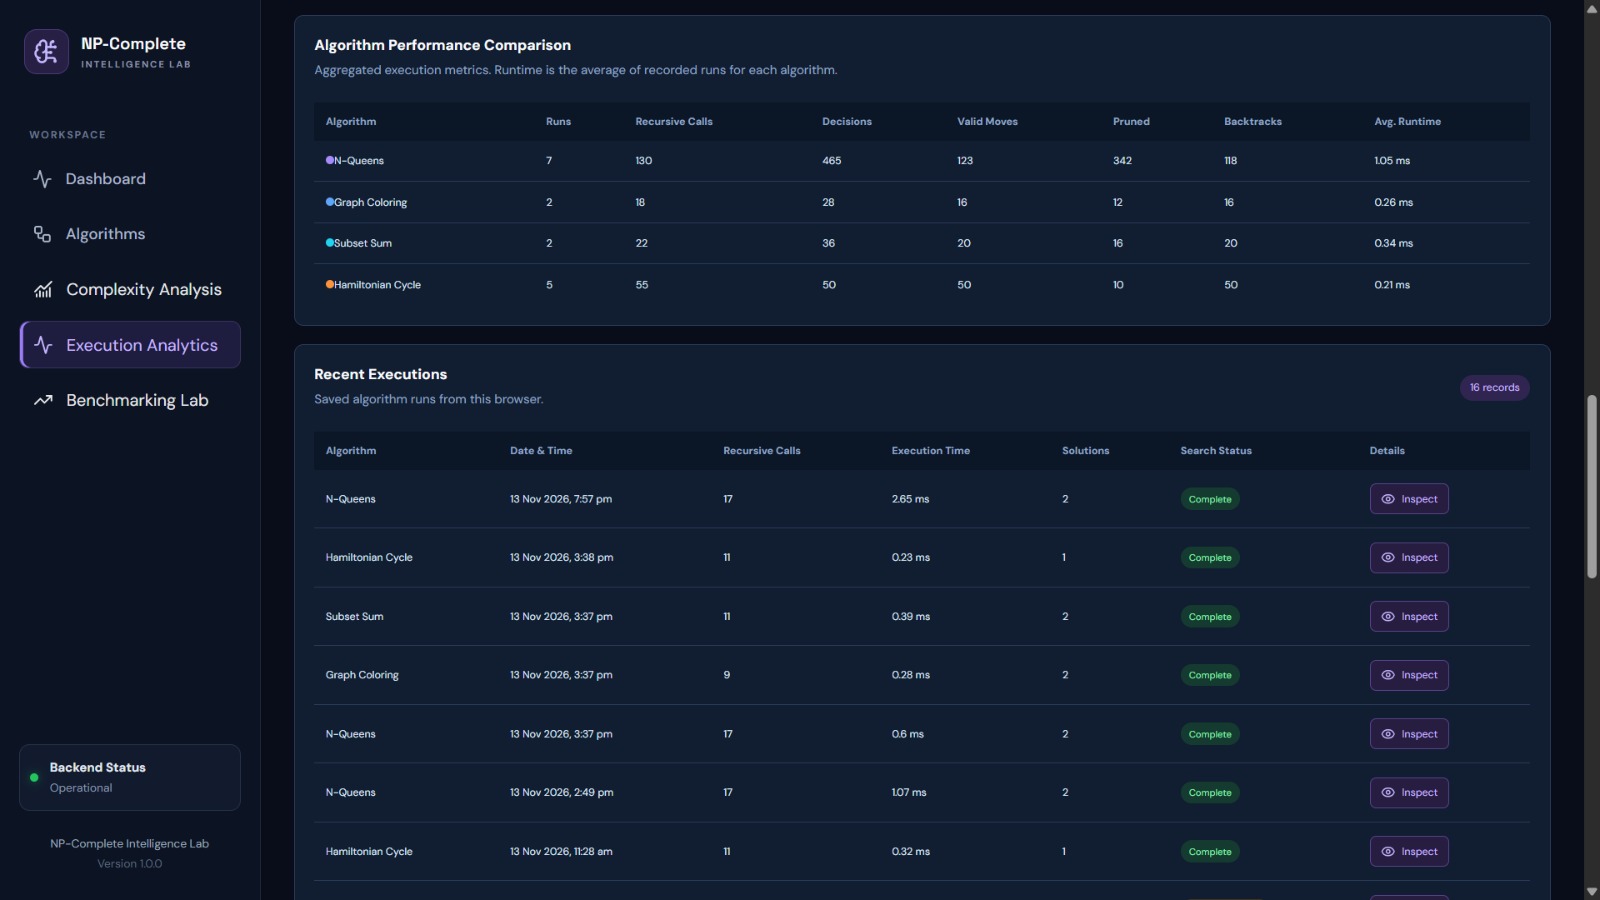 NP-Complete
INTELLIGENCE LAB
WORKSPACE
Dashboard
Algorithms
Complexity Analysis
Execution Analytics
Benchmarking Lab
Backend Status
Operational
NP-Complete Intelligence Lab
Version 1.0.0
Algorithm Performance Comparison
Aggregated execution metrics. Runtime is the average of recorded runs for each algorithm.
Algorithm Runs Recursive Calls Decisions Valid Moves Pruned Backtracks Avg. Runtime
N-Queens 7 130 465 123 342 118 1.05 ms
Graph Coloring 2 18 28 16 12 16 0.26 ms
Subset Sum 2 22 36 20 16 20 0.34 ms
Hamiltonian Cycle 5 55 50 50 10 50 0.21 ms
Recent Executions
Saved algorithm runs from this browser.
16 records
Algorithm Date & Time Recursive Calls Execution Time Solutions Search Status Details
N-Queens 13 Nov 2026, 7:57 pm 17 2.65 ms 2 Complete Inspect
Hamiltonian Cycle 13 Nov 2026, 3:38 pm 11 0.23 ms 1 Complete Inspect
Subset Sum 13 Nov 2026, 3:37 pm 11 0.39 ms 2 Complete Inspect
Graph Coloring 13 Nov 2026, 3:37 pm 9 0.28 ms 2 Complete Inspect
N-Queens 13 Nov 2026, 3:37 pm 17 0.6 ms 2 Complete Inspect
N-Queens 13 Nov 2026, 2:49 pm 17 1.07 ms 2 Complete Inspect
Hamiltonian Cycle 13 Nov 2026, 11:28 am 11 0.32 ms 1 Complete Inspect